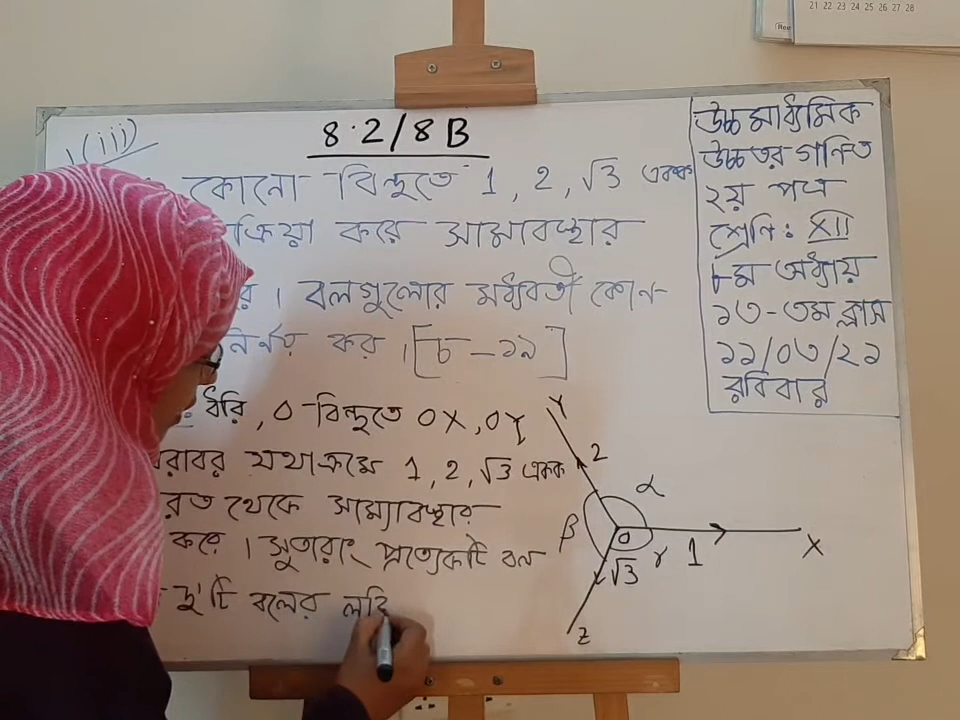 21 22 23 24 25 26 27 28
1(iii)
8.2/8B
কোনো বিন্দুতে 1, 2, √3 একক
ক্রিয়া করে সাম্যাবস্থার
র। বলগুলোর মধ্যবর্তী কোণ
নির্ণয় কর। [চ-১৯]
ধরি, O বিন্দুতে OX, OY
বরাবর যথাক্রমে 1, 2, √3 একক
রত থেকে সাম্যাবস্থার
করে। সুতরাং প্রত্যেকটি বল
দু'টি বলের লব্ধি
উচ্চ মাধ্যমিক
উচ্চতর গণিত
২য় পত্র
শ্রেণি: XII
৮ম অধ্যায়
১৩-তম ক্লাস
১১/০৩/২১
রবিবার
Y
2
α
β
O
γ
1
X
√3
Z